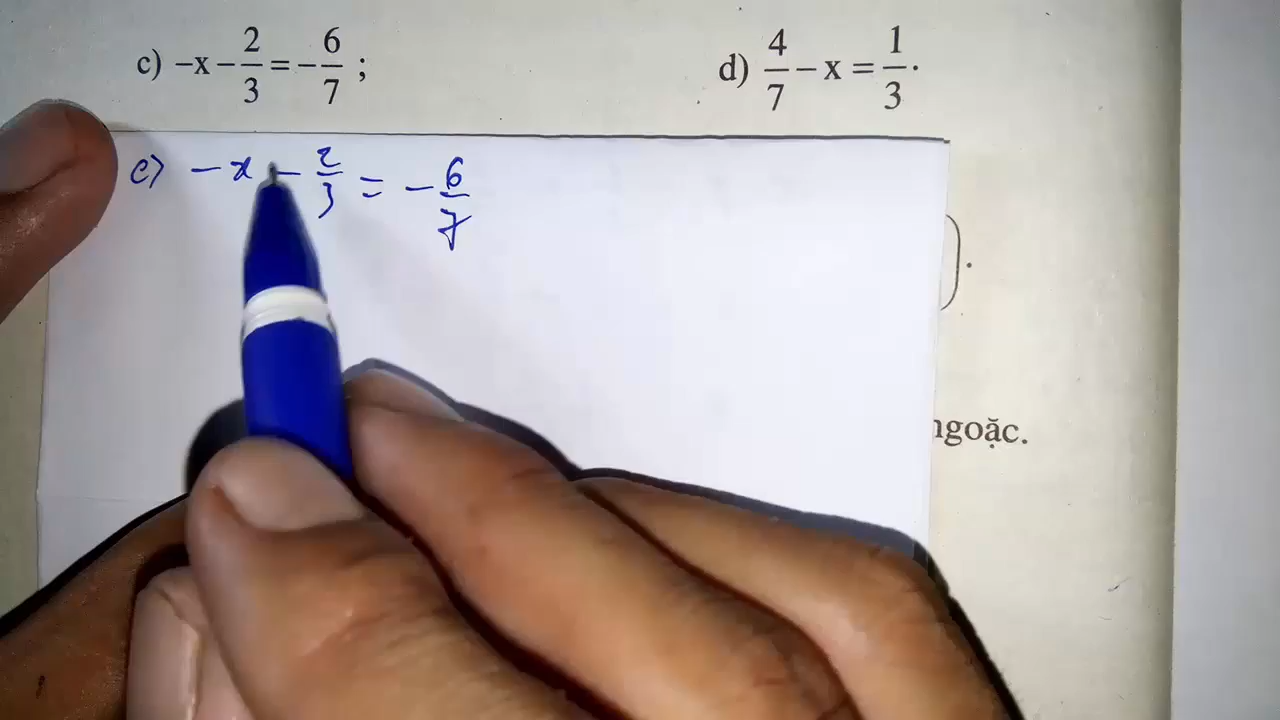 c) −x − 2/3 = − 6/7 ; d) 4/7 − x = 1/3 .
c) − x − 2/3 = − 6/7
) .
ngoặc.